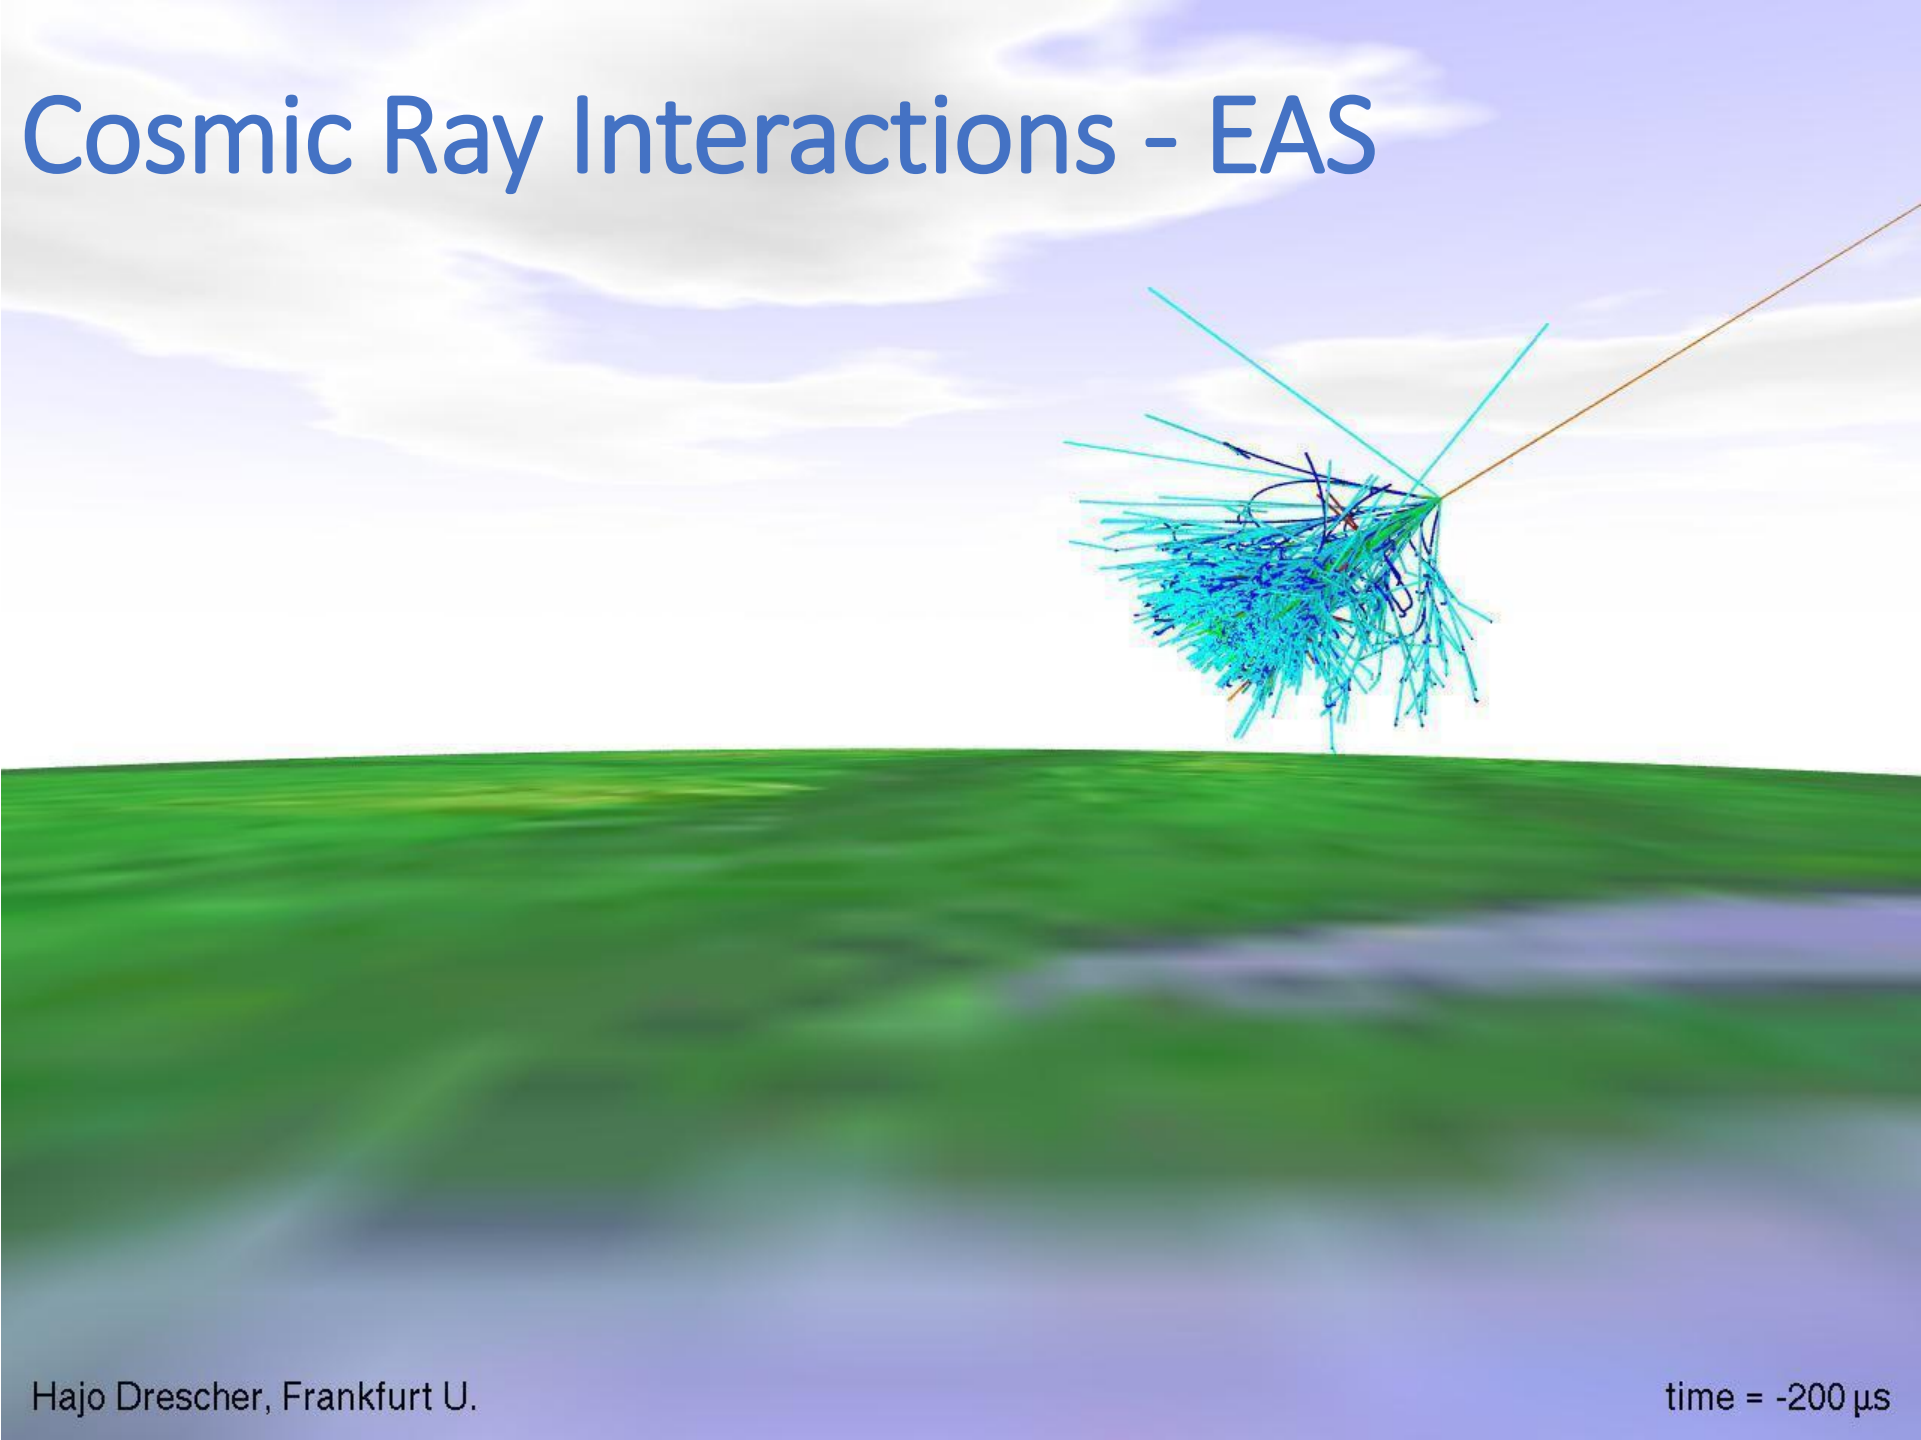 Cosmic Ray Interactions - EAS
Hajo Drescher, Frankfurt U.
time = -200 µs